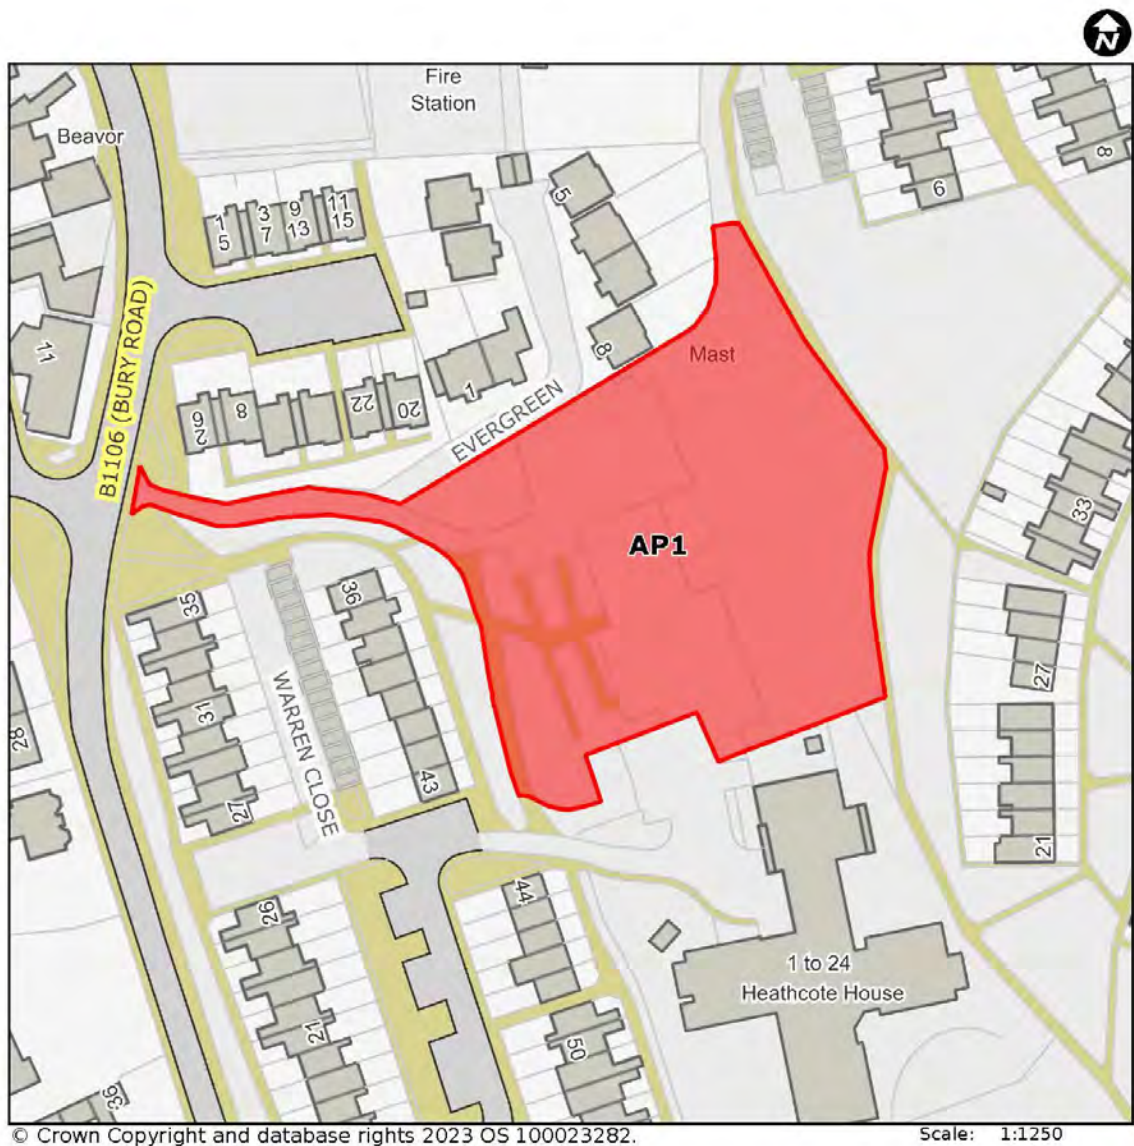 N
Fire
Station
Beavor
8
6
5
1
5
3
7
9
13
11
15
11
B1106 (BURY ROAD)
8
Mast
1
26
8
22
20
EVERGREEN
33
AP1
36
35
27
31
WARREN CLOSE
28
43
27
21
44
26
1 to 24
Heathcote House
21
50
36
© Crown Copyright and database rights 2023 OS 100023282.
Scale: 1:1250